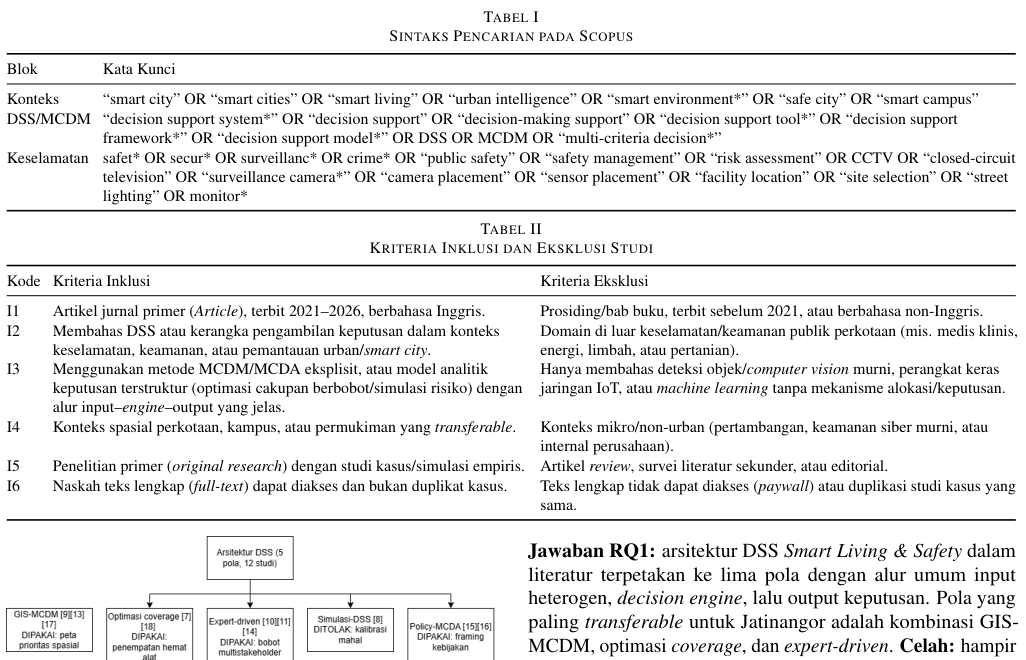 TABEL I
SINTAKS PENCARIAN PADA SCOPUS
Blok Kata Kunci
Konteks “smart city” OR “smart cities” OR “smart living” OR “urban intelligence” OR “smart environment*” OR “safe city” OR “smart campus”
DSS/MCDM “decision support system*” OR “decision support” OR “decision-making support” OR “decision support tool*” OR “decision support
framework*” OR “decision support model*” OR DSS OR MCDM OR “multi-criteria decision*”
Keselamatan safet* OR secur* OR surveillanc* OR crime* OR “public safety” OR “safety management” OR “risk assessment” OR CCTV OR “closed-circuit
television” OR “surveillance camera*” OR “camera placement” OR “sensor placement” OR “facility location” OR “site selection” OR “street
lighting” OR monitor*
TABEL II
KRITERIA INKLUSI DAN EKSKLUSI STUDI
Kode Kriteria Inklusi Kriteria Eksklusi
I1 Artikel jurnal primer (Article), terbit 2021–2026, berbahasa Inggris. Prosiding/bab buku, terbit sebelum 2021, atau berbahasa non-Inggris.
I2 Membahas DSS atau kerangka pengambilan keputusan dalam konteks Domain di luar keselamatan/keamanan publik perkotaan (mis. medis klinis,
keselamatan, keamanan, atau pemantauan urban/smart city. energi, limbah, atau pertanian).
I3 Menggunakan metode MCDM/MCDA eksplisit, atau model analitik Hanya membahas deteksi objek/computer vision murni, perangkat keras
keputusan terstruktur (optimasi cakupan berbobot/simulasi risiko) dengan jaringan IoT, atau machine learning tanpa mekanisme alokasi/keputusan.
alur input–engine–output yang jelas.
I4 Konteks spasial perkotaan, kampus, atau permukiman yang transferable. Konteks mikro/non-urban (pertambangan, keamanan siber murni, atau
internal perusahaan).
I5 Penelitian primer (original research) dengan studi kasus/simulasi empiris. Artikel review, survei literatur sekunder, atau editorial.
I6 Naskah teks lengkap (full-text) dapat diakses dan bukan duplikat kasus. Teks lengkap tidak dapat diakses (paywall) atau duplikasi studi kasus yang
sama.
Arsitektur DSS (5
pola, 12 studi)
GIS-MCDM [9][13]
[17]
DIPAKAI: peta
prioritas spasial
Optimasi coverage [7]
[18]
DIPAKAI:
penempatan hemat
alat
Expert-driven [10][11]
[14]
DIPAKAI: bobot
multistakeholder
Simulasi-DSS [8]
DITOLAK: kalibrasi
mahal
Policy-MCDA [15][16]
DIPAKAI: framing
kebijakan
Jawaban RQ1: arsitektur DSS Smart Living & Safety dalam
literatur terpetakan ke lima pola dengan alur umum input
heterogen, decision engine, lalu output keputusan. Pola yang
paling transferable untuk Jatinangor adalah kombinasi GIS-
MCDM, optimasi coverage, dan expert-driven. Celah: hampir